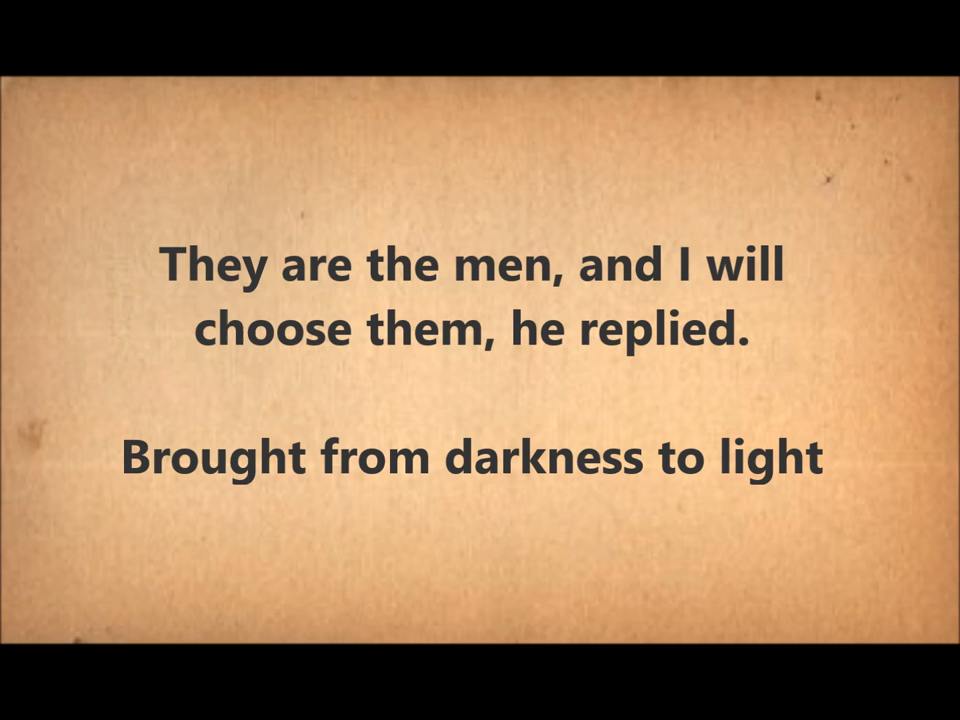 They are the men, and I will
choose them, he replied.
Brought from darkness to light